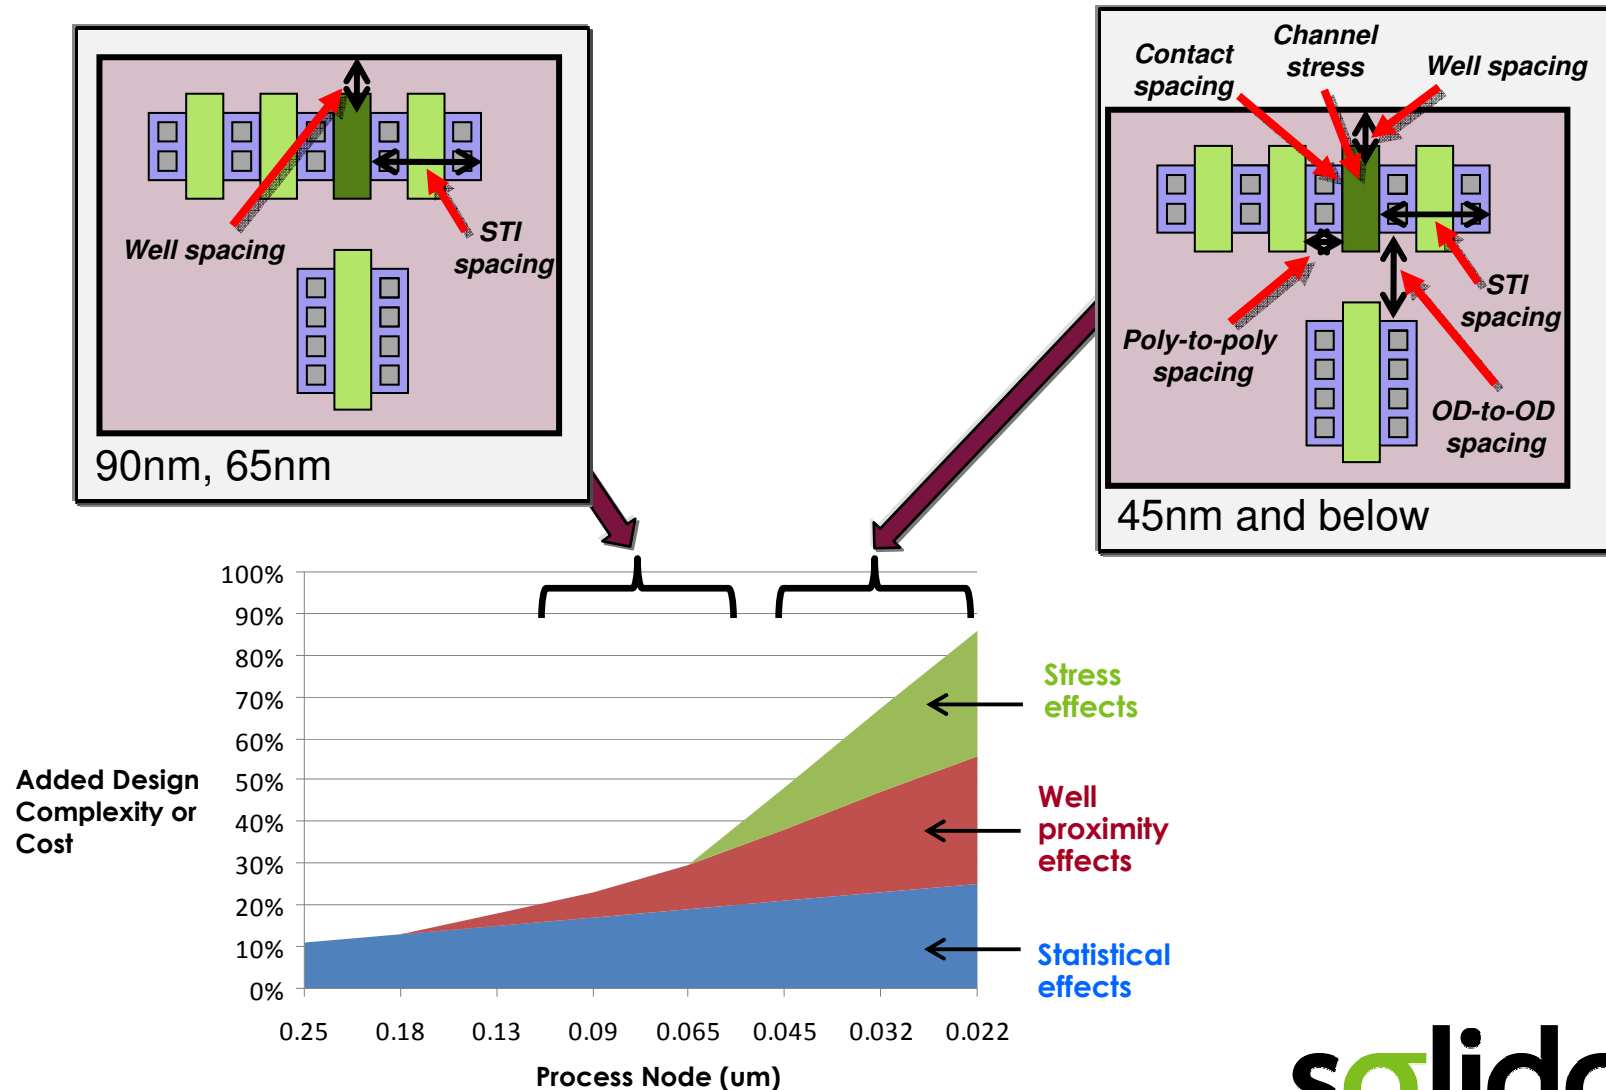 Well spacing
STI
spacing
90nm, 65nm
Contact
spacing
Channel
stress
Well spacing
Poly-to-poly
spacing
STI
spacing
OD-to-OD
spacing
45nm and below
100%
90%
80%
70%
60%
50%
40%
30%
20%
10%
0%
Added Design
Complexity or
Cost
Stress
effects
Well
proximity
effects
Statistical
effects
0.25 0.18 0.13 0.09 0.065 0.045 0.032 0.022
Process Node (um)